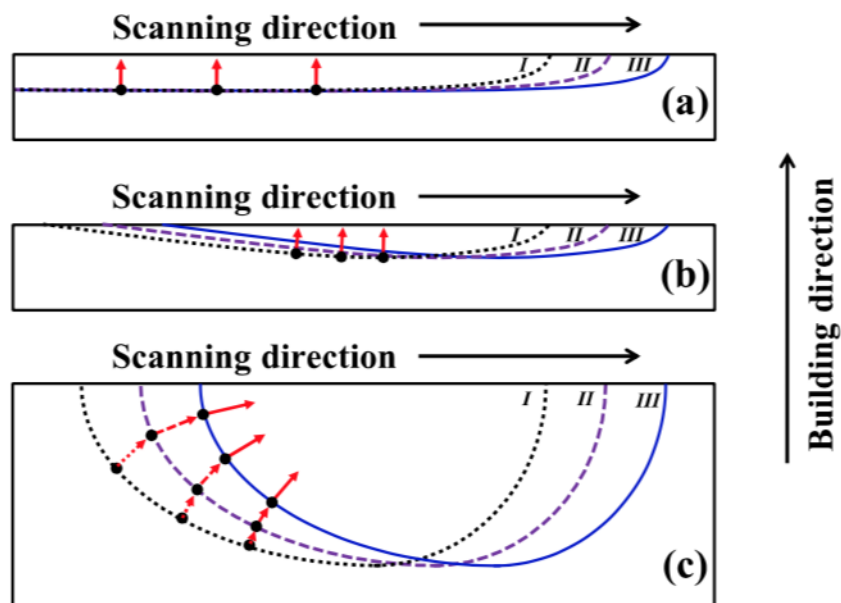 Scanning direction
I II III
(a)
Scanning direction
I II III
(b)
Scanning direction
I II III
(c)
Building direction